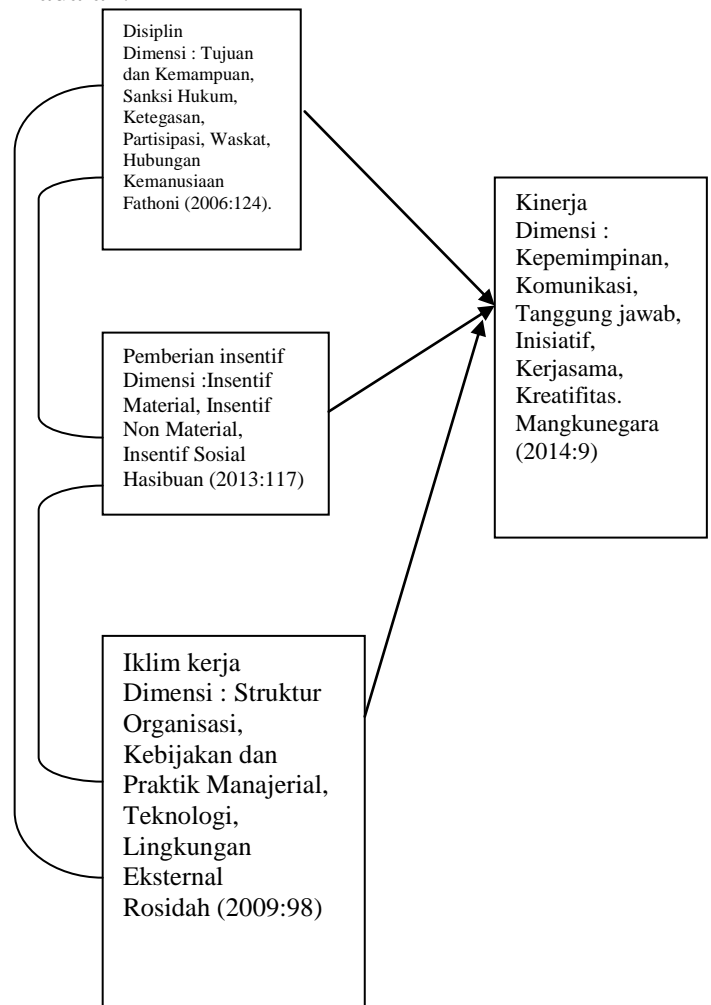 Disiplin
Dimensi : Tujuan
dan Kemampuan,
Sanksi Hukum,
Ketegasan,
Partisipasi, Waskat,
Hubungan
Kemanusiaan
Fathoni (2006:124).
Pemberian insentif
Dimensi :Insentif
Material, Insentif
Non Material,
Insentif Sosial
Hasibuan (2013:117)
Iklim kerja
Dimensi : Struktur
Organisasi,
Kebijakan dan
Praktik Manajerial,
Teknologi,
Lingkungan
Eksternal
Rosidah (2009:98)
Kinerja
Dimensi :
Kepemimpinan,
Komunikasi,
Tanggung jawab,
Inisiatif,
Kerjasama,
Kreatifitas.
Mangkunegara
(2014:9)